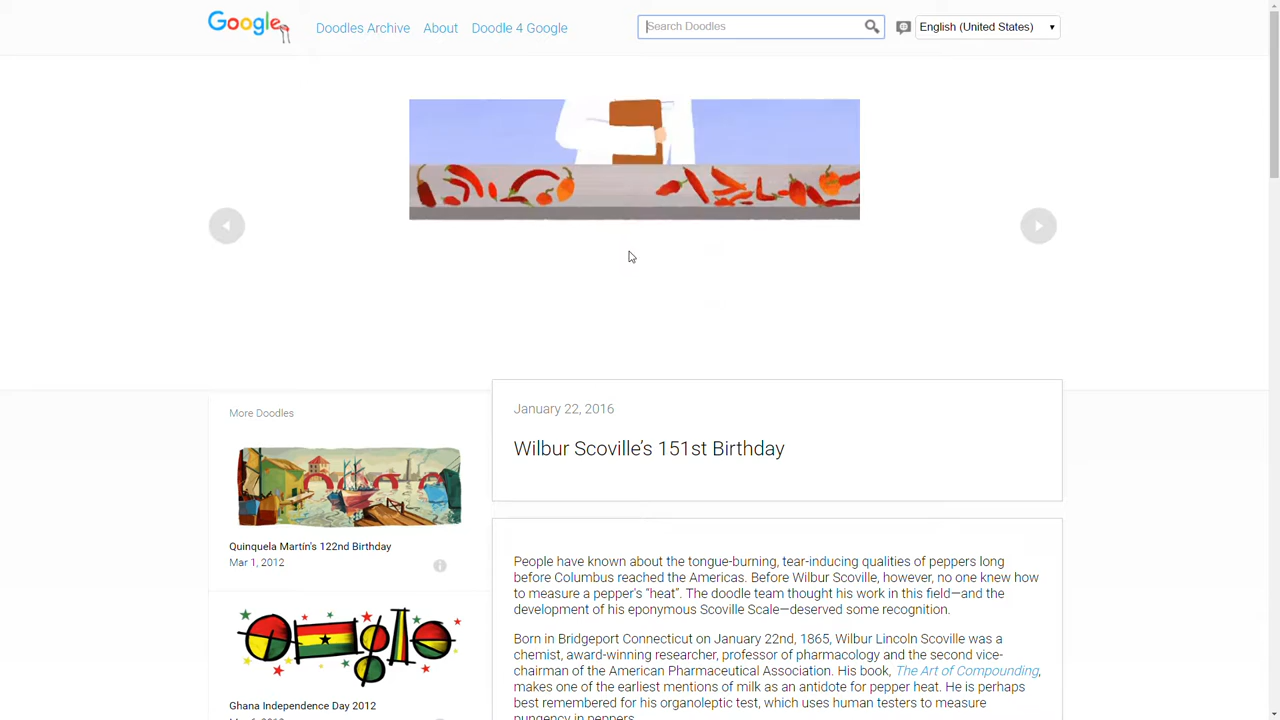 Google
Doodles Archive
About
Doodle 4 Google
Search Doodles
English (United States)
January 22, 2016
Wilbur Scoville’s 151st Birthday
More Doodles
Quinquela Martín's 122nd Birthday
Mar 1, 2012
Ghana Independence Day 2012
People have known about the tongue-burning, tear-inducing qualities of peppers long
before Columbus reached the Americas. Before Wilbur Scoville, however, no one knew how
to measure a pepper's “heat”. The doodle team thought his work in this field—and the
development of his eponymous Scoville Scale—deserved some recognition.
Born in Bridgeport Connecticut on January 22nd, 1865, Wilbur Lincoln Scoville was a
chemist, award-winning researcher, professor of pharmacology and the second vice-
chairman of the American Pharmaceutical Association. His book, The Art of Compounding,
makes one of the earliest mentions of milk as an antidote for pepper heat. He is perhaps
best remembered for his organoleptic test, which uses human testers to measure
pungency in peppers.